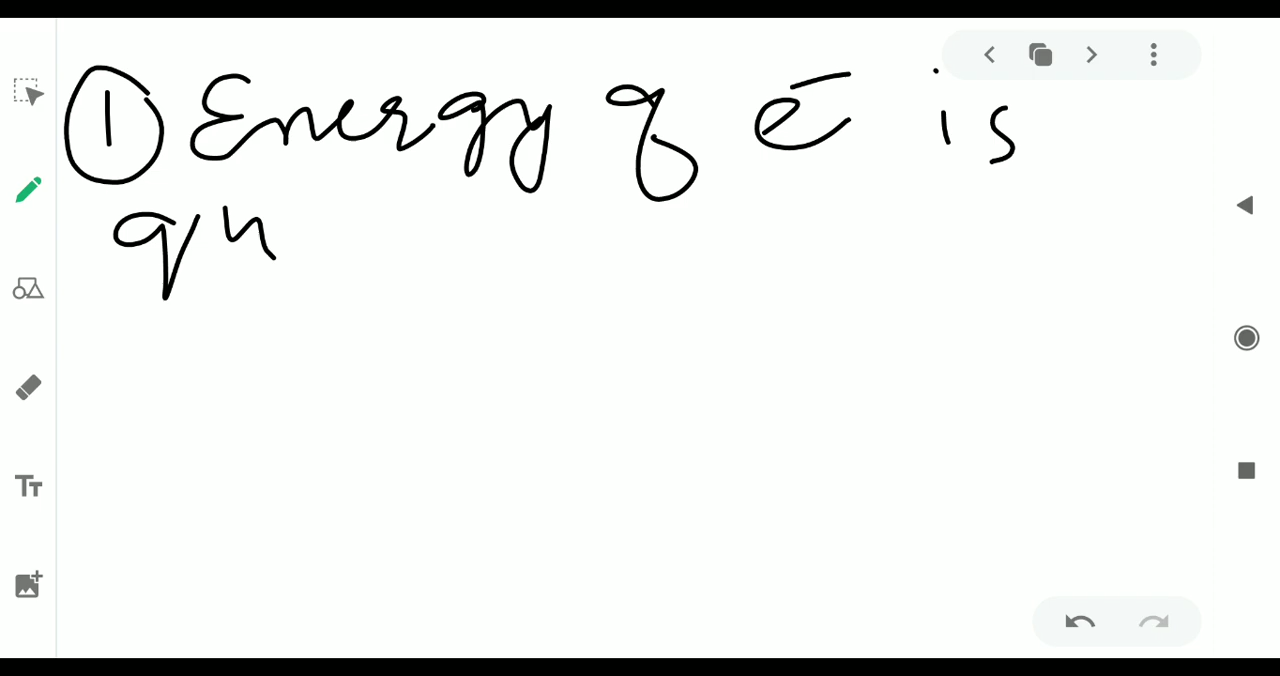 ① Energy of e̅ is
qu